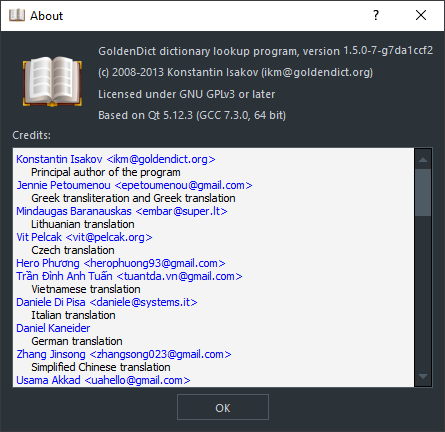 About
GoldenDict dictionary lookup program, version 1.5.0-7-g7da1ccf2
(c) 2008-2013 Konstantin Isakov (ikm@goldendict.org)
Licensed under GNU GPLv3 or later
Based on Qt 5.12.3 (GCC 7.3.0, 64 bit)
Credits:
Konstantin Isakov <ikm@goldendict.org>
Principal author of the program
Jennie Petoumenou <epetoumenou@gmail.com>
Greek transliteration and Greek translation
Mindaugas Baranauskas <embar@super.lt>
Lithuanian translation
Vit Pelcak <vit@pelcak.org>
Czech translation
Hero Phương <herophuong93@gmail.com>
Trần Đình Anh Tuấn <tuantda.vn@gmail.com>
Vietnamese translation
Daniele Di Pisa <daniele@systems.it>
Italian translation
Daniel Kaneider
German translation
Zhang Jinsong <zhangsong023@gmail.com>
Simplified Chinese translation
Usama Akkad <uahello@gmail.com>
OK